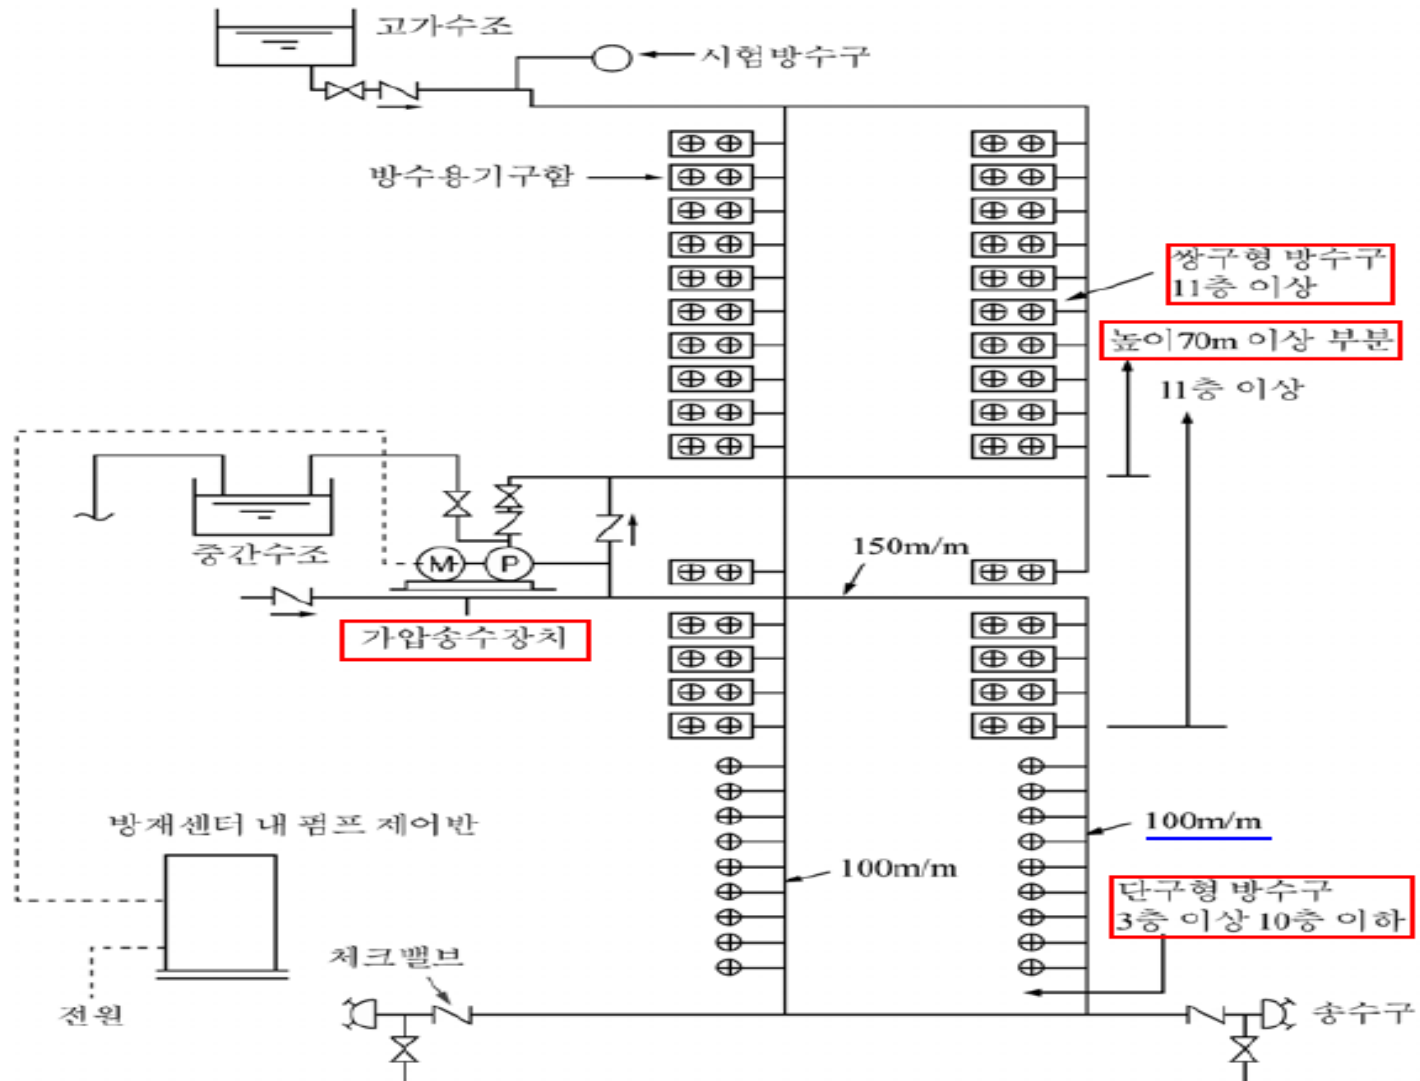 고가수조
시험방수구
방수용기구함
쌍구형 방수구
11층 이상
높이70m 이상 부분
11층 이상
중간수조
M
P
150m/m
가압송수장치
방재센터 내 펌프 제어반
100m/m
100m/m
단구형 방수구
3층 이상 10층 이하
체크밸브
전원
송수구